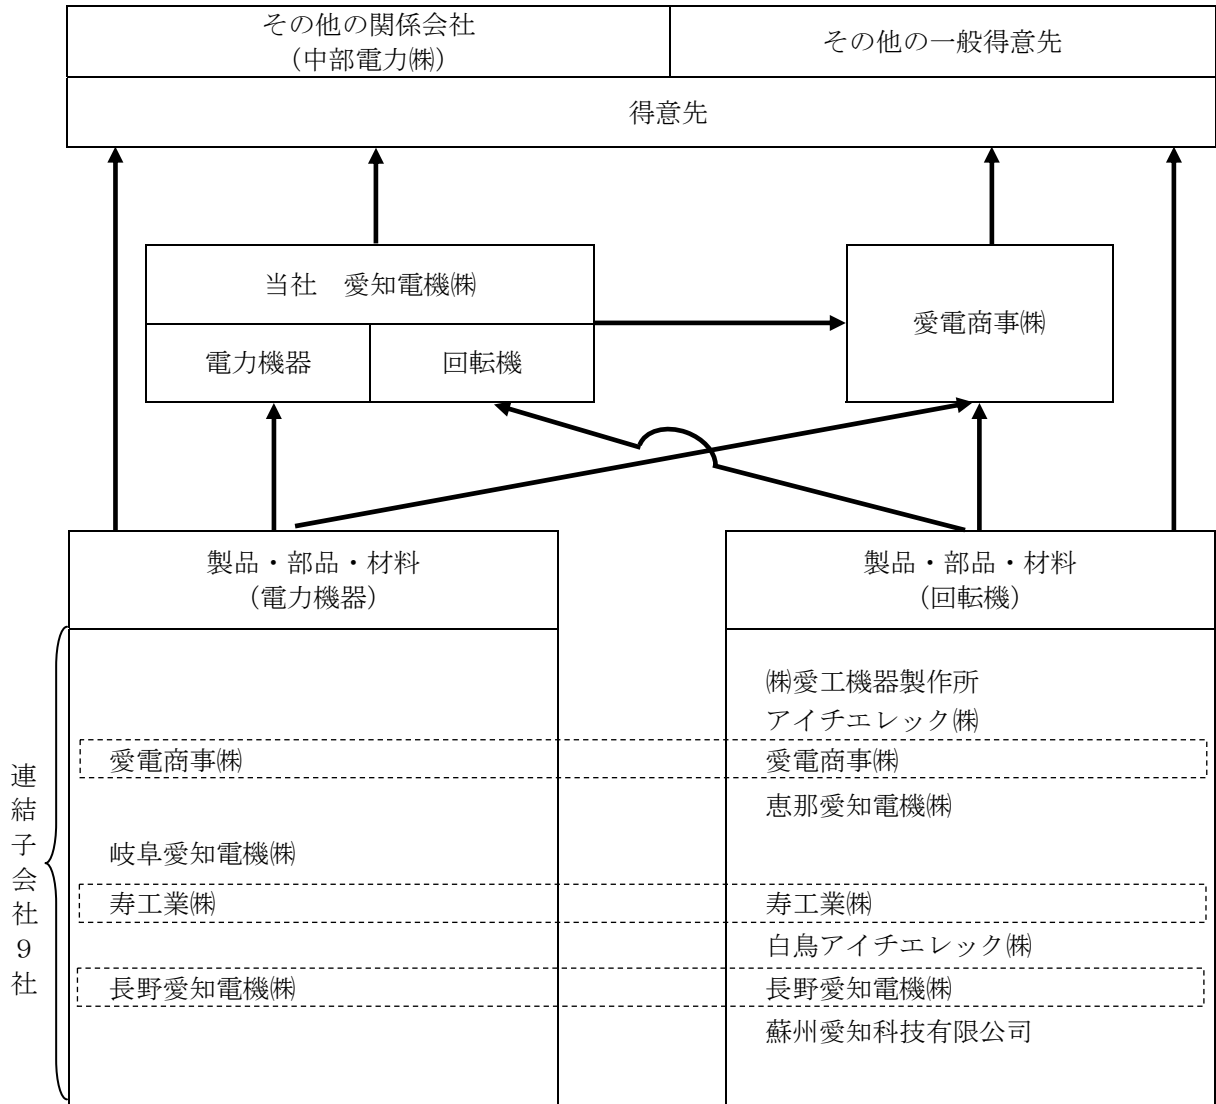 その他の関係会社
（中部電力㈱）
その他の一般得意先
得意先
当社　愛知電機㈱
電力機器
回転機
愛電商事㈱
製品・部品・材料
（電力機器）
製品・部品・材料
（回転機）
連結子会社９社
愛電商事㈱
岐阜愛知電機㈱
寿工業㈱
長野愛知電機㈱
㈱愛工機器製作所
アイチエレック㈱
愛電商事㈱
恵那愛知電機㈱
寿工業㈱
白鳥アイチエレック㈱
長野愛知電機㈱
蘇州愛知科技有限公司